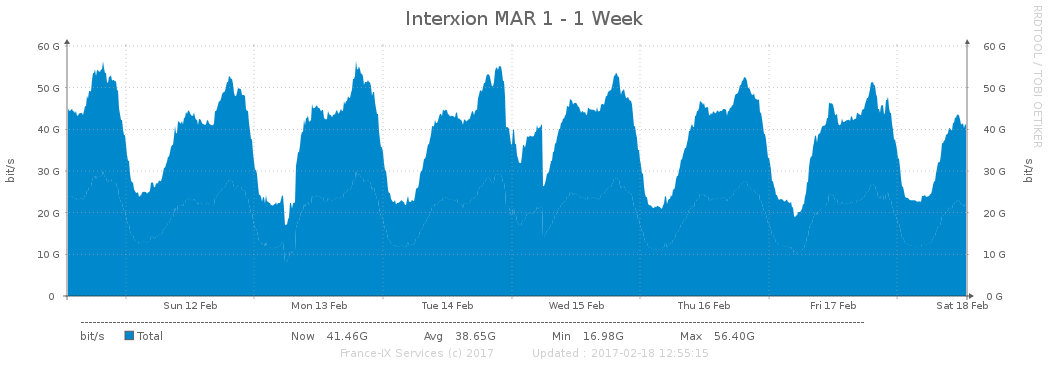 Interxion MAR 1 - 1 Week
RRDTOOL / TOBI OETIKER
bit/s
60 G
50 G
40 G
30 G
20 G
10 G
0
60 G
50 G
40 G
30 G
20 G
10 G
0 G
bit/s
Sun 12 Feb Mon 13 Feb Tue 14 Feb Wed 15 Feb Thu 16 Feb Fri 17 Feb Sat 18 Feb
bit/s Total Now 41.46G Avg 38.65G Min 16.98G Max 56.40G
France-IX Services (c) 2017 Updated : 2017-02-18 12:55:15